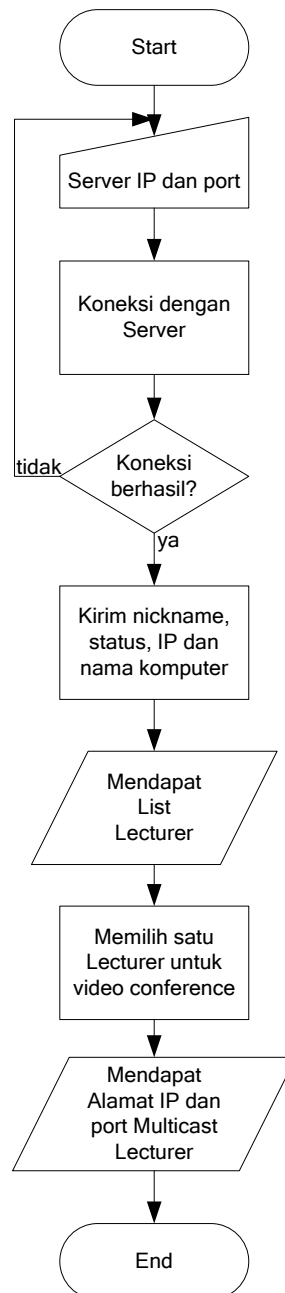 Start
Server IP dan port
Koneksi dengan
Server
tidak
Koneksi
berhasil?
ya
Kirim nickname,
status, IP dan
nama komputer
Mendapat
List
Lecturer
Memilih satu
Lecturer untuk
video conference
Mendapat
Alamat IP dan
port Multicast
Lecturer
End